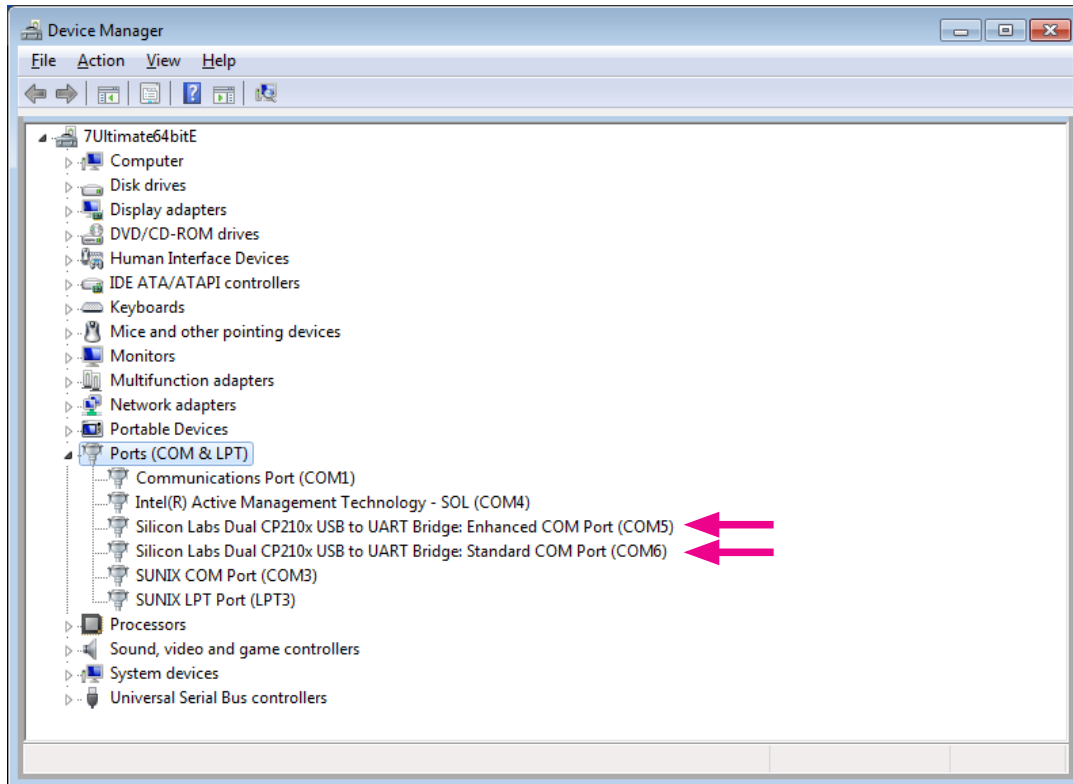 Device Manager
File Action View Help
7Ultimate64bitE
Computer
Disk drives
Display adapters
DVD/CD-ROM drives
Human Interface Devices
IDE ATA/ATAPI controllers
Keyboards
Mice and other pointing devices
Monitors
Multifunction adapters
Network adapters
Portable Devices
Ports (COM & LPT)
Communications Port (COM1)
Intel(R) Active Management Technology - SOL (COM4)
Silicon Labs Dual CP210x USB to UART Bridge: Enhanced COM Port (COM5)
Silicon Labs Dual CP210x USB to UART Bridge: Standard COM Port (COM6)
SUNIX COM Port (COM3)
SUNIX LPT Port (LPT3)
Processors
Sound, video and game controllers
System devices
Universal Serial Bus controllers